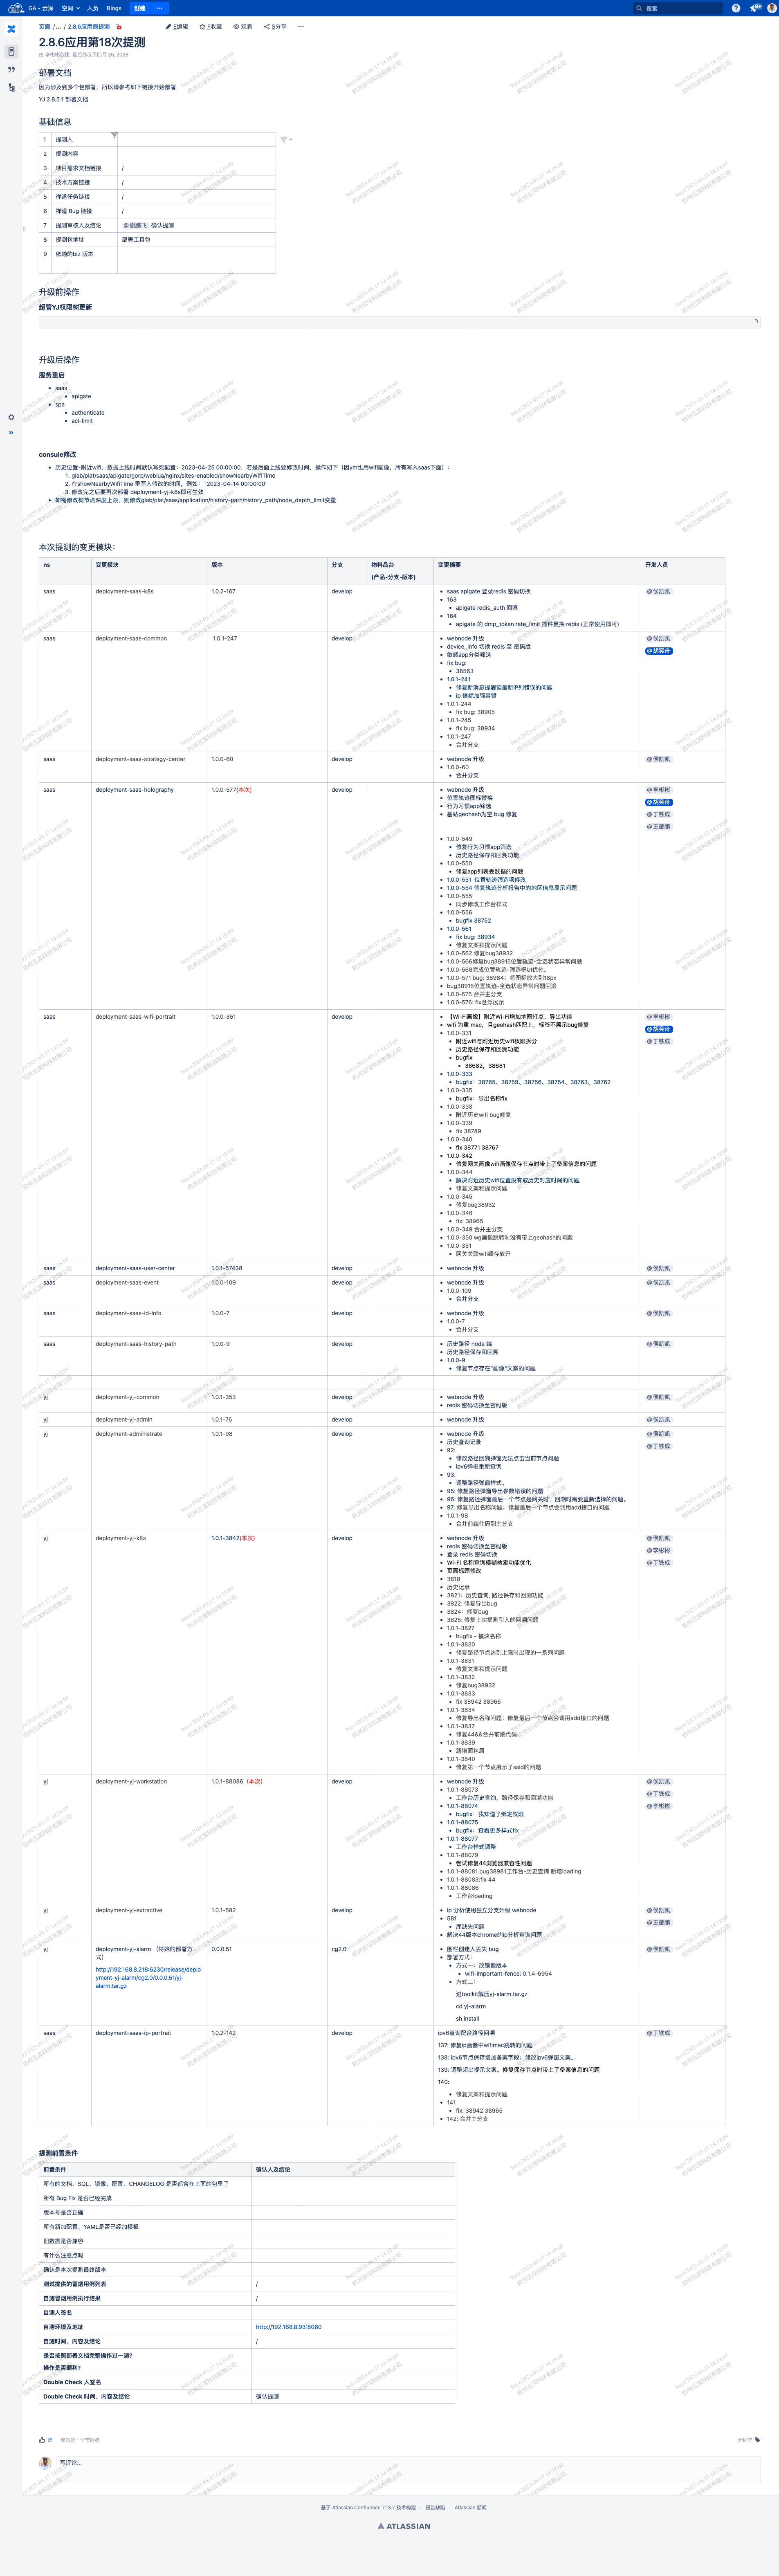 GA - 云深 空间 人员 Blogs 创建 搜索
页面 /... / 2.8.6应用侧提测
E编辑 F收藏 观看 S分享
2.8.6应用第18次提测
由 李彬彬创建, 最后修改于四月 25, 2023
部署文档
因为涉及到多个包部署，所以请参考如下链接开始部署
YJ 2.8.5.1 部署文档
基础信息
1 提测人
2 提测内容
3 项目需求文档链接 /
4 技术方案链接 /
5 禅道任务链接 /
6 禅道 Bug 链接 /
7 提测审核人及结论 @谢鹏飞 确认提测
8 提测包地址 部署工具包
9 依赖的biz 版本
升级前操作
超管YJ权限树更新
升级后操作
服务重启
saas
apigate
spa
authenticate
acl-limit
consule修改
历史位置-附近wifi，数据上线时间默认写死配置：2023-04-25 00:00:00，若是后面上线要修改时间，操作如下（因ym也用wifi画像，所有写入saas下面）：
1. glab/plat/saas/apigate/gorp/weblua/nginx/sites-enabled/showNearbyWifiTime
2. 在showNearbyWifiTime 里写入修改的时间，例如： '2023-04-14 00:00:00'
3. 修改完之后要再次部署 deployment-yj-k8s即可生效
如需修改树节点深度上限，则修改glab/plat/saas/application/history-path/history_path/node_depth_limit变量
本次提测的变更模块：
ns 变更模块 版本 分支 物料品台 变更摘要 开发人员
(产品-分支-版本)
saas deployment-saas-k8s 1.0.2-167 develop saas apigate 登录redis 密码切换 @侯凯凯
163
apigate redis_auth 回滚
164
apigate 的 dmp_token rate_limit 插件更换 redis (正常使用即可)
saas deployment-saas-common 1.0.1-247 develop webnode 升级 @侯凯凯
device_info 切换 redis 至 密码版
@胡奕舟
敏感app分类筛选
fix bug:
38563
1.0.1-241
修复新消息提醒读最新IP列错误的问题
ip 信标加强容错
1.0.1-244
fix bug: 38905
1.0.1-245
fix bug: 38934
1.0.1-247
合并分支
saas deployment-saas-strategy-center 1.0.0-60 develop webnode 升级 @侯凯凯
1.0.0-60
合并分支
saas deployment-saas-holography 1.0.0-577(本次) develop webnode 升级 @李彬彬
位置轨迹图标替换
@胡奕舟
行为习惯app筛选
基站geohash为空 bug 修复 @丁铁成
@王耀鹏
1.0.0-549
修复行为习惯app筛选
历史路径保存和回溯功能
1.0.0-550
修复app列表丢数据的问题
1.0.0-551 位置轨迹筛选项修改
1.0.0-554 修复轨迹分析报告中的地区信息显示问题
1.0.0-555
同步修改工作台样式
1.0.0-556
bugfix 38752
1.0.0-561
fix bug: 38934
修复文案和提示问题
1.0.0-562 修复bug38932
1.0.0-566修复bug38915位置轨迹-全选状态异常问题
1.0.0-568完成位置轨迹-筛选框UI优化。
1.0.0-571 bug: 38984；将图标放大到18px
bug38915位置轨迹-全选状态异常问题回滚
1.0.0-575 合并主分支
1.0.0-576: fix悬浮展示
saas deployment-saas-wifi-portrait 1.0.0-351 develop 【Wi-Fi画像】附近Wi-Fi增加地图打点、导出功能 @李彬彬
wifi 为重 mac，且geohash匹配上，标签不展示bug修复
@胡奕舟
1.0.0-331
附近wifi与附近历史wifi权限拆分 @丁铁成
历史路径保存和回溯功能
bugfix
38682，38681
1.0.0-333
bugfix：38765、38759、38756、38754、38763、38762
1.0.0-335
bugfix：导出名称fix
1.0.0-338
附近历史wifi bug修复
1.0.0-339
fix 38789
1.0.0-340
fix 38771 38767
1.0.0-342
修复网关画像wifi画像保存节点时带上了备案信息的问题
1.0.0-344
解决附近历史wifi位置没有取历史对应时间的问题
修复文案和提示问题
1.0.0-345
修复bug38932
1.0.0-346
fix: 38965
1.0.0-349 合并主分支
1.0.0-350 wg画像跳转时没有带上geohash的问题
1.0.0-351
网关关联wifi缓存放开
saas deployment-saas-user-center 1.0.1-57638 develop webnode 升级 @侯凯凯
saas deployment-saas-event 1.0.0-109 develop webnode 升级 @侯凯凯
1.0.0-109
合并分支
saas deployment-saas-id-info 1.0.0-7 develop webnode 升级 @侯凯凯
1.0.0-7
合并分支
saas deployment-saas-history-path 1.0.0-9 develop 历史路径 node 端 @侯凯凯
历史路径保存和回溯
1.0.0-9
修复节点存在"画像"文案的问题
yj deployment-yj-common 1.0.1-353 develop webnode 升级 @侯凯凯
redis 密码切换至密码版
yj deployment-yj-admin 1.0.1-76 develop webnode 升级 @侯凯凯
yj deployment-administrate 1.0.1-98 develop webnode 升级 @侯凯凯
历史查询记录
@丁铁成
92:
修改路径回溯弹窗无法点击当前节点问题
ipv6弹框重新查询
93:
调整路径弹窗样式。
95: 修复路径弹窗导出参数错误的问题
96: 修复路径弹窗最后一个节点是网关时，回溯时需要重新选择的问题。
97: 修复导出名称问题；修复最后一个节点会调用add接口的问题
1.0.1-98
合并前端代码到主分支
yj deployment-yj-k8s 1.0.1-3842(本次) develop webnode 升级 @侯凯凯
redis 密码切换至密码版
@李彬彬
登录 redis 密码切换
Wi-Fi 名称查询模糊检索功能优化 @丁铁成
页面标题修改
3818
历史记录
3821：历史查询, 路径保存和回溯功能
3822: 修复导出bug
3824：修复bug
3825: 修复上次提测引入的回溯问题
1.0.1-3827
bugfix - 模块名称
1.0.1-3830
修复路径节点达到上限时出现的一系列问题
1.0.1-3831
修复文案和提示问题
1.0.1-3832
修复bug38932
1.0.1-3833
fix 38942 38965
1.0.1-3834
修复导出名称问题；修复最后一个节点会调用add接口的问题
1.0.1-3837
修复44&&合并前端代码
1.0.1-3839
新增面包屑
1.0.1-3840
修复第一个节点展示了ssid的问题
yj deployment-yj-workstation 1.0.1-88086（本次） develop webnode 升级 @侯凯凯
1.0.1-88073
@丁铁成
工作台历史查询、路径保存和回溯功能
1.0.1-88074 @李彬彬
bugfix：我知道了绑定权限
1.0.1-88075
bugfix：查看更多样式fix
1.0.1-88077
工作台样式调整
1.0.1-88079
尝试修复44浏览器兼容性问题
1.0.1-88081 bug38981工作台-历史查询 新增loading
1.0.1-88083:fix 44
1.0.1-88086
工作台loading
yj deployment-yj-extractive 1.0.1-582 develop ip 分析使用独立分支升级 webnode @侯凯凯
581
@王耀鹏
库缺失问题
解决44版本chrome的ip分析查询问题
yj deployment-yj-alarm （特殊的部署方式） 0.0.0.51 cg2.0 围栏创建人丢失 bug @侯凯凯
部署方式：
http://192.168.8.218:6230/release/deployment-yj-alarm/cg2.0/0.0.0.51/yj-alarm.tar.gz
方式一：改镜像版本
wifi-important-fence: 0.1.4-6954
方式二：
进toolkit解压yj-alarm.tar.gz
cd yj-alarm
sh install
saas deployment-saas-ip-portrait 1.0.2-142 develop ipv6查询配合路径回溯 @丁铁成
137: 修复ip画像中wifimac跳转的问题
138: ipv6节点保存增加备案字段；修改ipv6弹窗文案。
139: 调整超出提示文案。修复保存节点时带上了备案信息的问题
140:
修复文案和提示问题
141
fix: 38942 38965
142: 合并主分支
提测前置条件
前置条件 确认人及结论
所有的文档、SQL、镜像、配置、CHANGELOG 是否都含在上面的包里了
所有 Bug Fix 是否已经完成
版本号是否正确
所有新加配置、YAML是否已经加模板
旧数据是否兼容
有什么注意点吗
确认是本次提测最终版本
测试提供的冒烟用例列表 /
自测冒烟用例执行结果 /
自测人签名
自测环境及地址 http://192.168.8.93:8060
自测时间、内容及结论 /
是否按照部署文档完整操作过一遍?
操作是否顺利?
Double Check 人签名
Double Check 时间、内容及结论 确认提测
赞 成为第一个赞同者 无标签
写评论...
基于 Atlassian Confluence 7.13.7 技术构建 · 报告缺陷 · Atlassian 新闻
ATLASSIAN